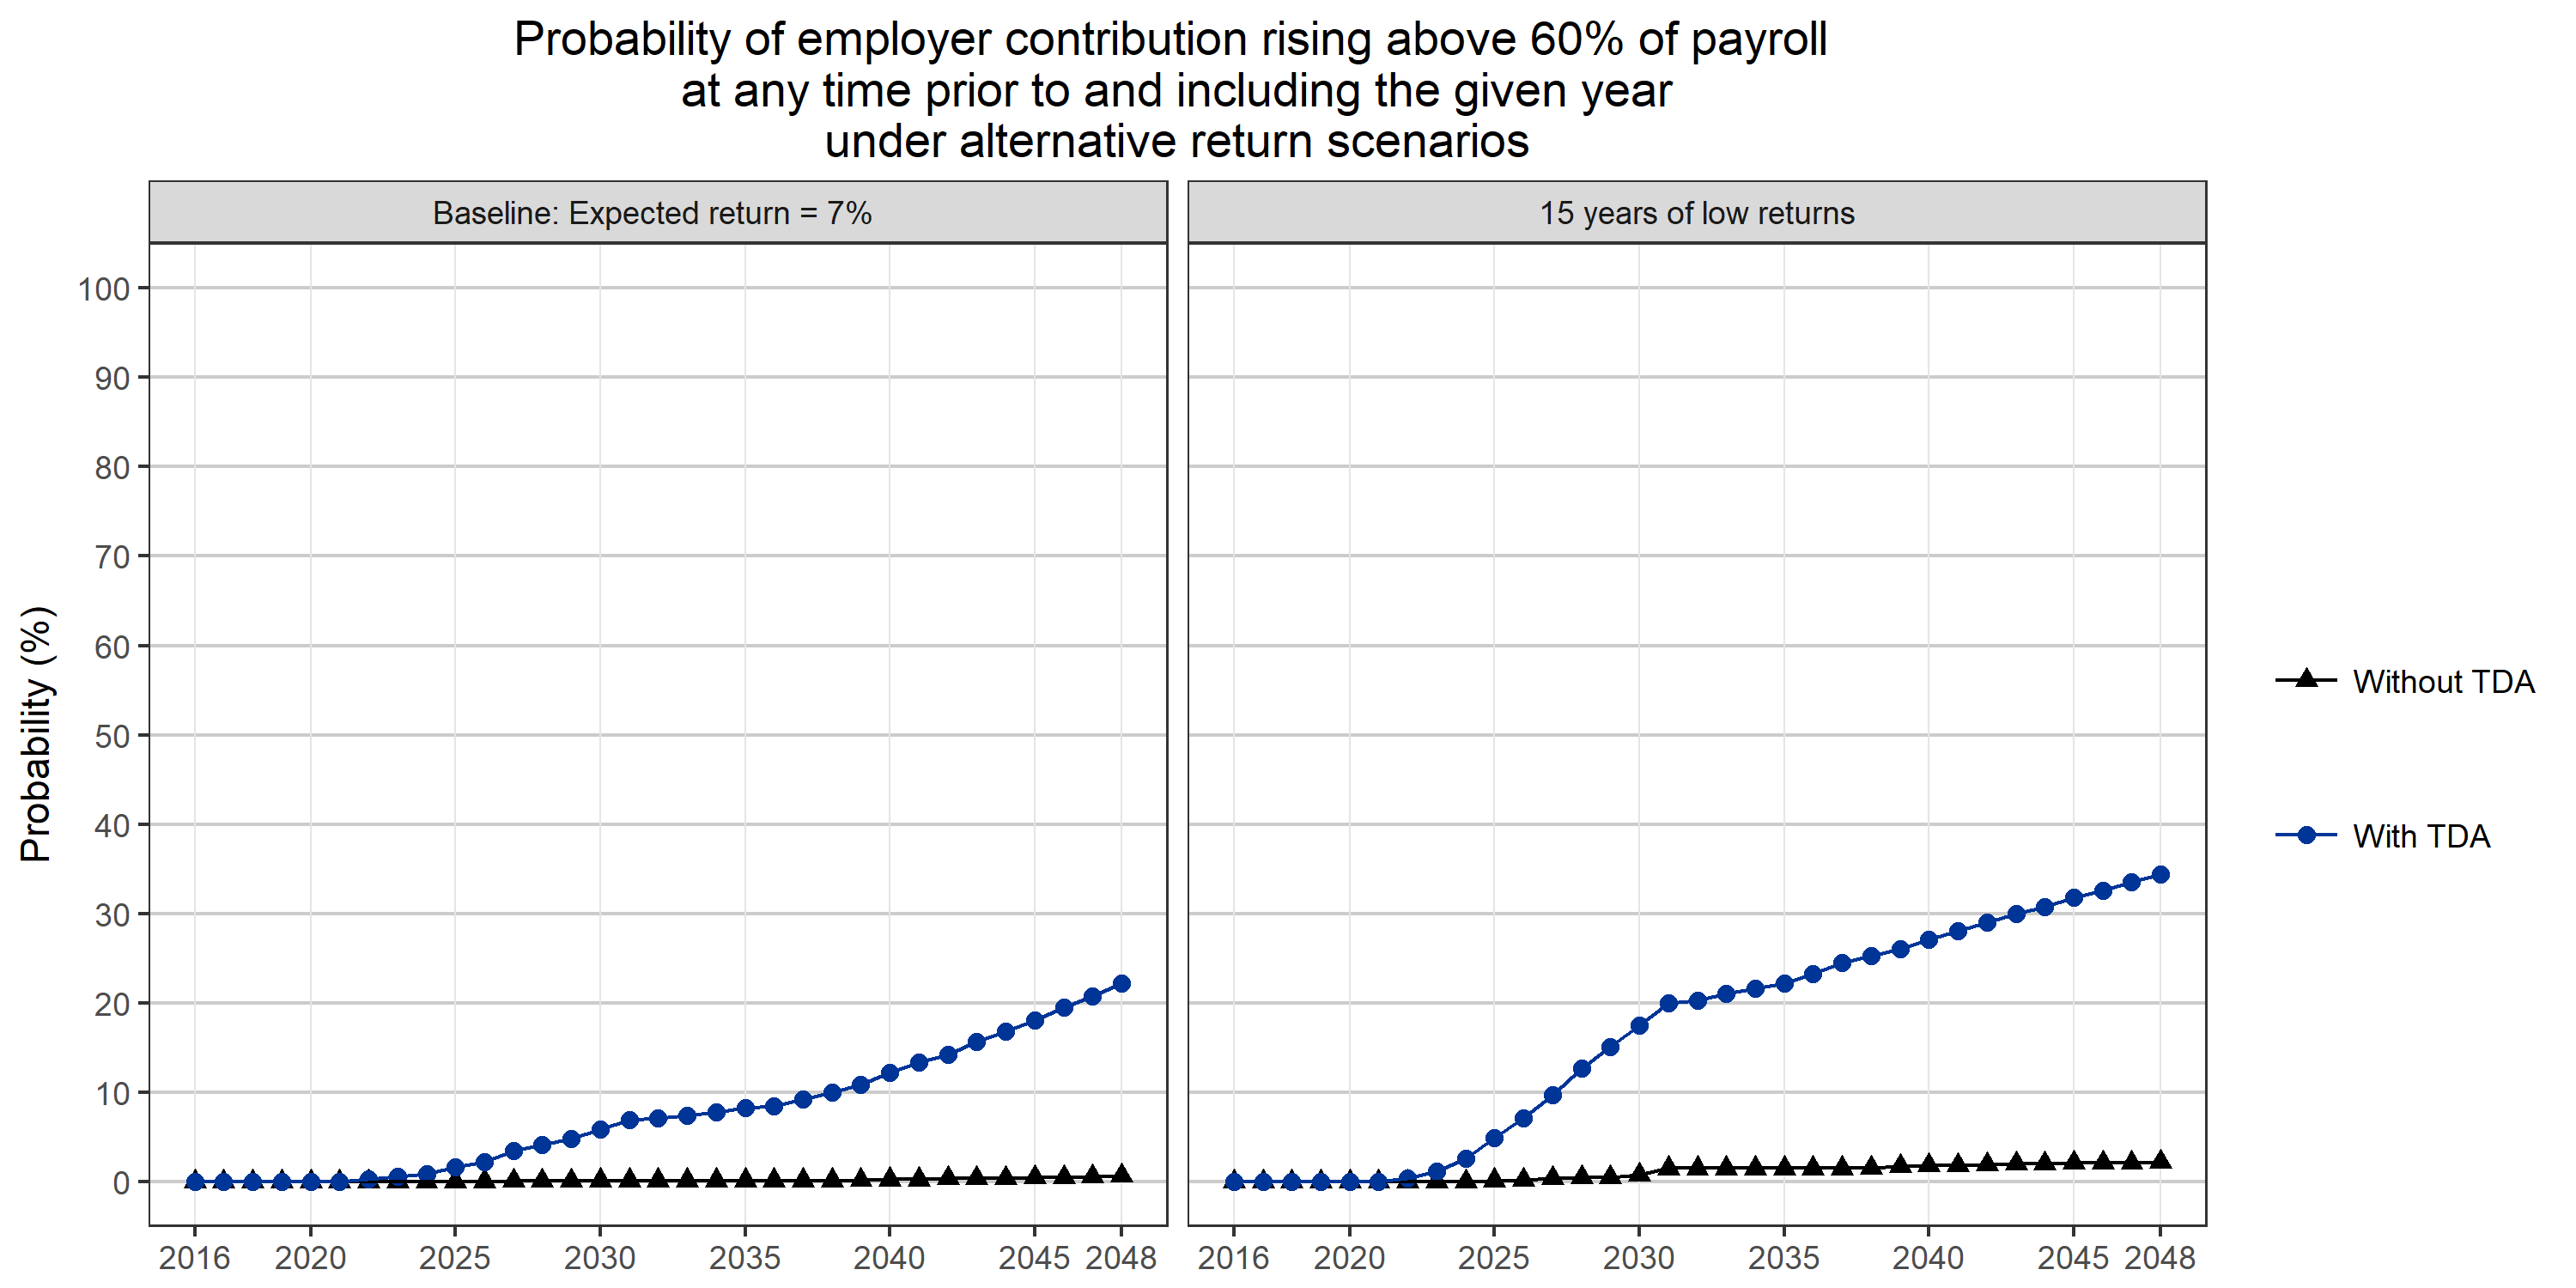 Probability of employer contribution rising above 60% of payroll
at any time prior to and including the given year
under alternative return scenarios
Baseline: Expected return = 7%
15 years of low returns
Probability (%)
100
90
80
70
60
50
40
30
20
10
0
2016 2020 2025 2030 2035 2040 2045 2048
2016 2020 2025 2030 2035 2040 2045 2048
Without TDA
With TDA